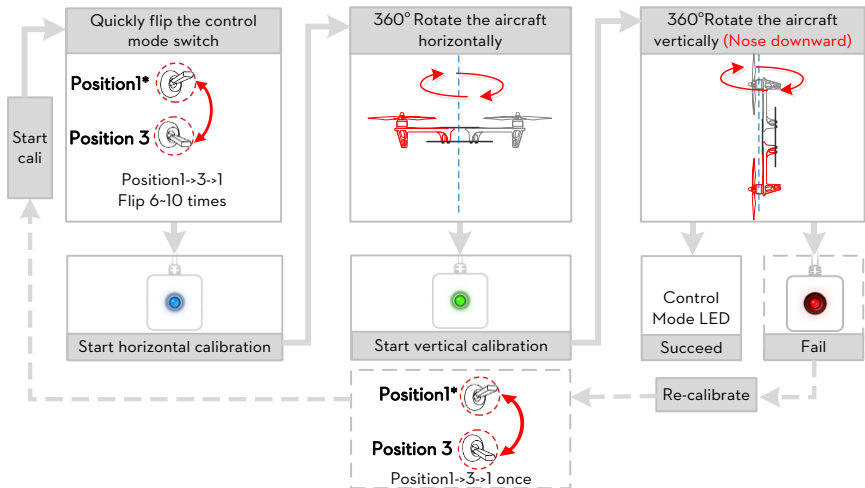 Start
cali
Quickly flip the control
mode switch
Position1*
Position 3
Position1->3->1
Flip 6~10 times
Start horizontal calibration
360° Rotate the aircraft
horizontally
Start vertical calibration
360°Rotate the aircraft
vertically (Nose downward)
Control
Mode LED
Succeed
Fail
Re-calibrate
Position1*
Position 3
Position1->3->1 once